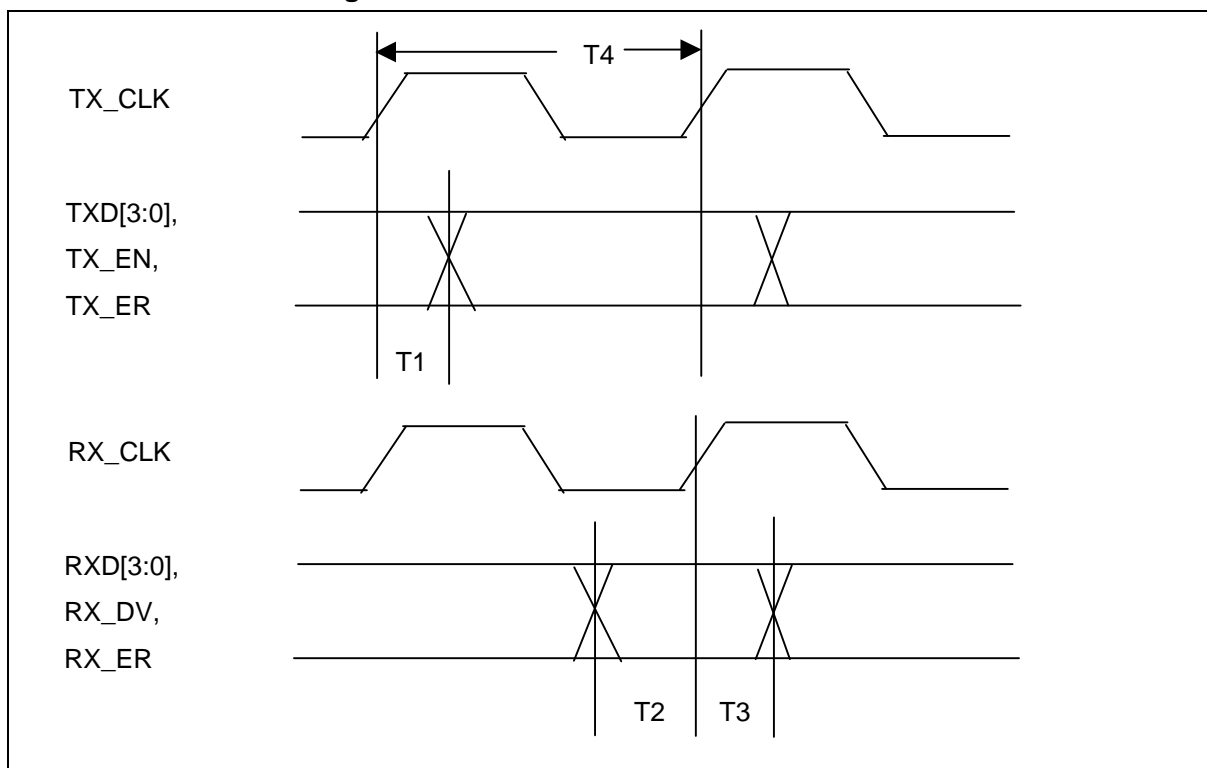 T4
TX_CLK
TXD[3:0],
TX_EN,
TX_ER
T1
RX_CLK
RXD[3:0],
RX_DV,
RX_ER
T2 T3